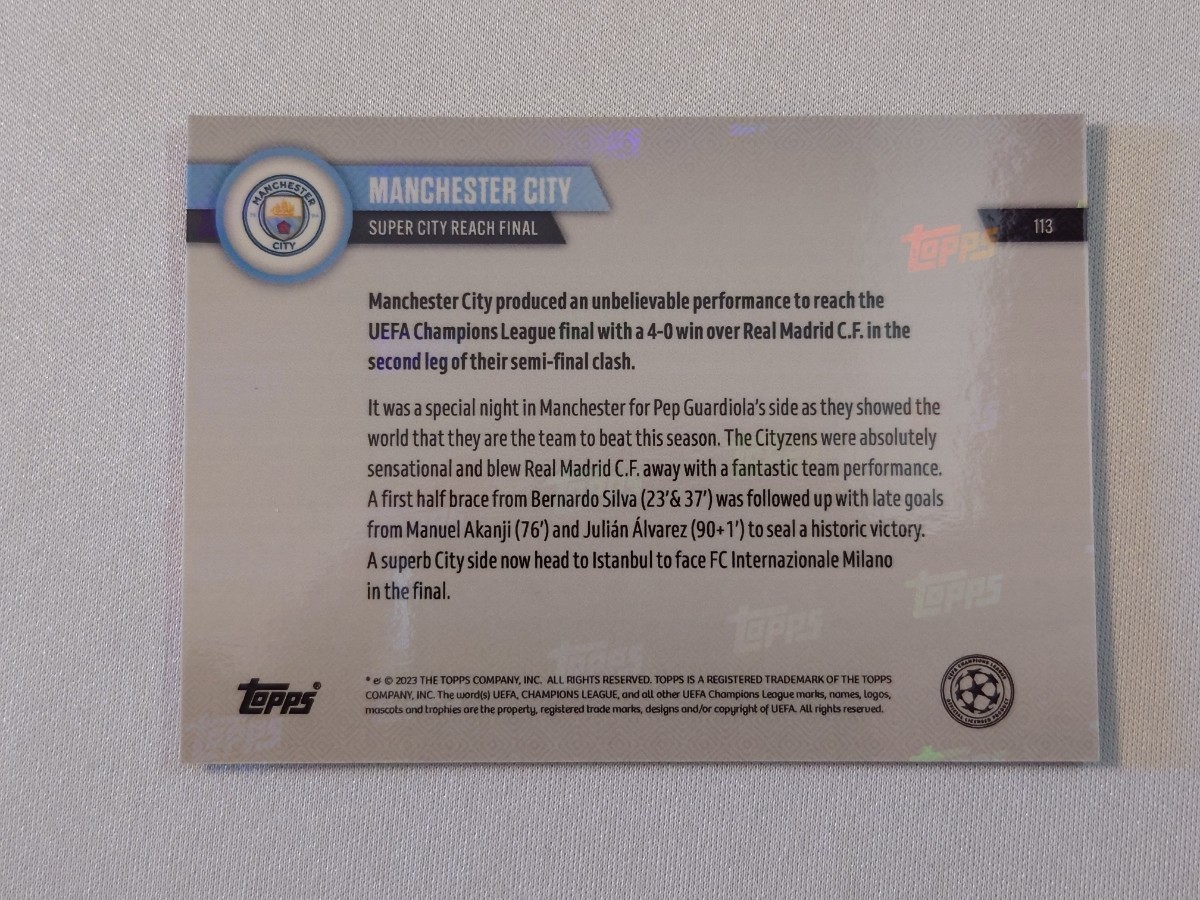 MANCHESTER CITY
MANCHESTER CITY
SUPER CITY REACH FINAL
113
topps
Manchester City produced an unbelievable performance to reach the
UEFA Champions League final with a 4-0 win over Real Madrid C.F. in the
second leg of their semi-final clash.
It was a special night in Manchester for Pep Guardiola's side as they showed the
world that they are the team to beat this season. The Cityzens were absolutely
sensational and blew Real Madrid C.F. away with a fantastic team performance.
A first half brace from Bernardo Silva (23'& 37') was followed up with late goals
from Manuel Akanji (76') and Julián Álvarez (90+1') to seal a historic victory.
A superb City side now head to Istanbul to face FC Internazionale Milano
in the final.
topps
topps
topps
topps®
* & © 2023 THE TOPPS COMPANY, INC. ALL RIGHTS RESERVED. TOPPS IS A REGISTERED TRADEMARK OF THE TOPPS
COMPANY, INC. The word(s) UEFA, CHAMPIONS LEAGUE, and all other UEFA Champions League marks, names, logos,
mascots and trophies are the property, registered trade marks, designs and/or copyright of UEFA. All rights reserved.
UEFA CHAMPIONS LEAGUE
OFFICIAL LICENSED PRODUCT